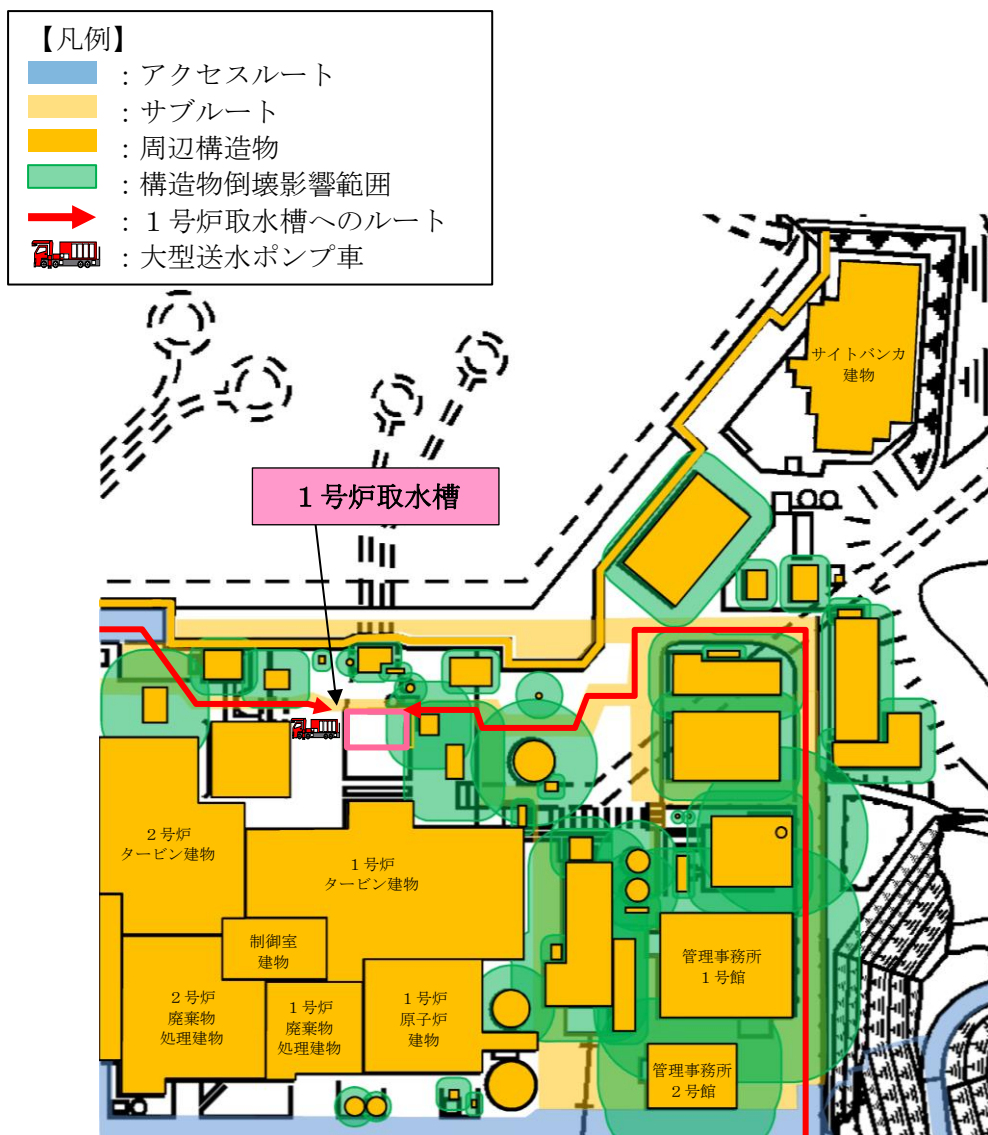 【凡例】
：アクセスルート
：サブルート
：周辺構造物
：構造物倒壊影響範囲
：１号炉取水槽へのルート
：大型送水ポンプ車
サイトバンカ
建物
１号炉取水槽
２号炉
タービン建物
１号炉
タービン建物
制御室
建物
管理事務所
１号館
２号炉
廃棄物
処理建物
１号炉
廃棄物
処理建物
１号炉
原子炉
建物
管理事務所
２号館